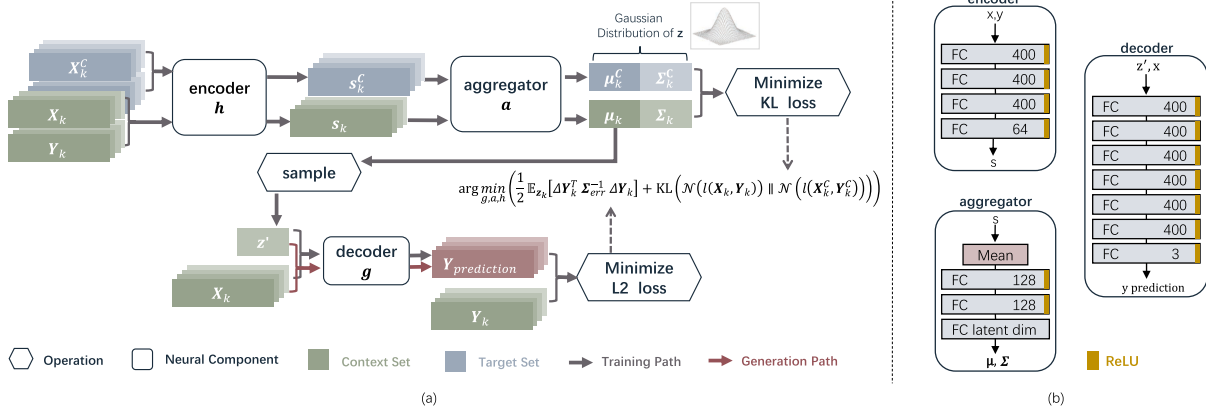 Gaussian
Distribution of z
X_k^C
X_k
Y_k
encoder
h
s_k^C
s_k
aggregator
a
μ_k^C Σ_k^C
μ_k Σ_k
Minimize
KL loss
sample
arg min_{g,a,h} (1/2 𝔼_{z_k}[ΔY_k^T Σ_err^{-1} ΔY_k] + KL(𝒩(l(X_k, Y_k)) ∥ 𝒩(l(X_k^C, Y_k^C))))
z'
X_k
decoder
g
Y_prediction
Y_k
Minimize
L2 loss
Operation
Neural Component
Context Set
Target Set
Training Path
Generation Path
(a)
encoder
x,y
FC 400
FC 400
FC 400
FC 64
s
aggregator
s
Mean
FC 128
FC 128
FC latent dim
μ, Σ
decoder
z', x
FC 400
FC 400
FC 400
FC 400
FC 400
FC 400
FC 3
y prediction
ReLU
(b)